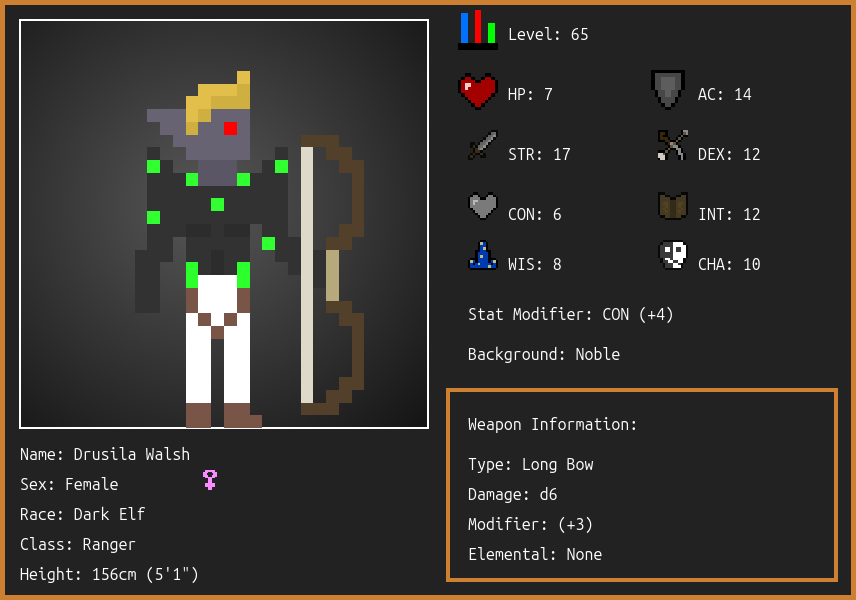 Level: 65
HP: 7
AC: 14
STR: 17
DEX: 12
CON: 6
INT: 12
WIS: 8
CHA: 10
Stat Modifier: CON (+4)
Background: Noble
Weapon Information:
Type: Long Bow
Damage: d6
Modifier: (+3)
Elemental: None
Name: Drusila Walsh
Sex: Female
Race: Dark Elf
Class: Ranger
Height: 156cm (5'1")